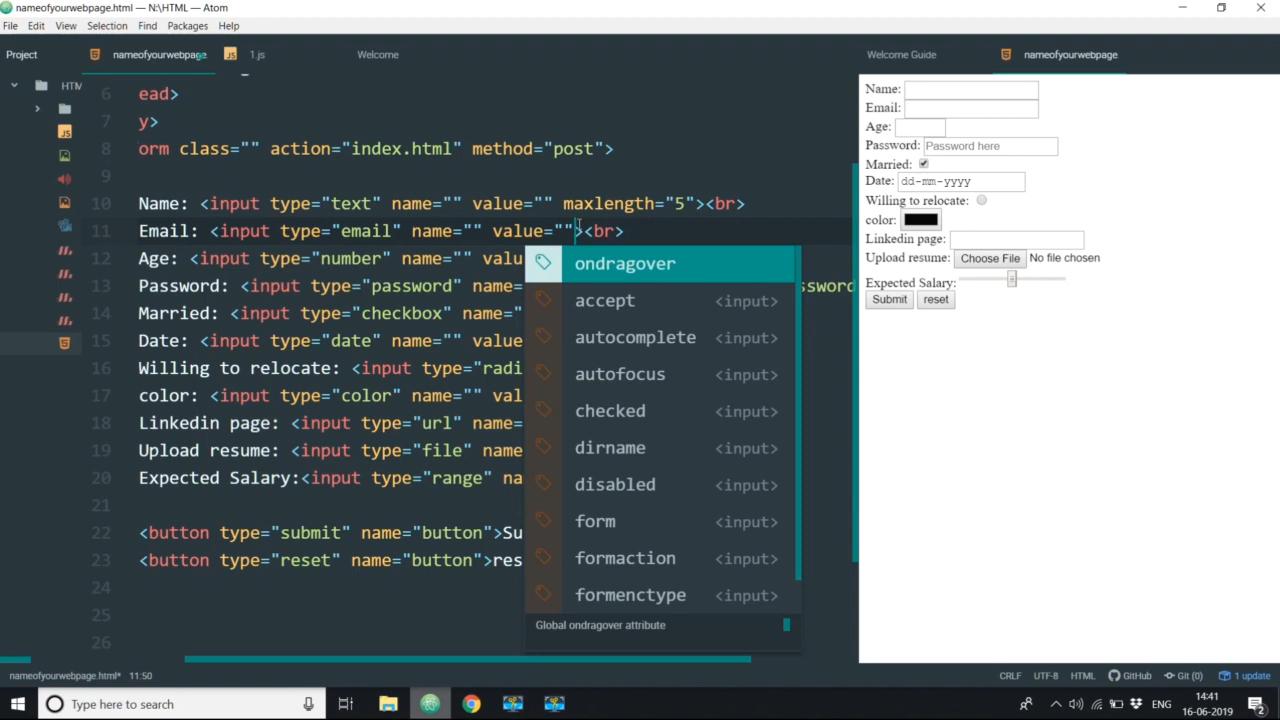 nameofyourwebpage.html — N:\HTML — Atom
File Edit View Selection Find Packages Help
Project nameofyourwebpage 1.js Welcome Welcome Guide nameofyourwebpage
HTM
6 ead>
7 y>
8 orm class="" action="index.html" method="post">
9
10 Name: <input type="text" name="" value="" maxlength="5"><br>
11 Email: <input type="email" name="" value=""><br>
12 Age: <input type="number" name="" valu
13 Password: <input type="password" name= ssword
14 Married: <input type="checkbox" name="
15 Date: <input type="date" name="" value
16 Willing to relocate: <input type="radi
17 color: <input type="color" name="" val
18 Linkedin page: <input type="url" name=
19 Upload resume: <input type="file" name
20 Expected Salary:<input type="range" na
21
22 <button type="submit" name="button">Su
23 <button type="reset" name="button">res
24
25
26
ondragover
accept <input>
autocomplete <input>
autofocus <input>
checked <input>
dirname <input>
disabled <input>
form <input>
formaction <input>
formenctype <input>
Global ondragover attribute
Name:
Email:
Age:
Password: Password here
Married:
Date: dd-mm-yyyy
Willing to relocate:
color:
Linkedin page:
Upload resume: Choose File No file chosen
Expected Salary:
Submit reset
nameofyourwebpage.html* 11:50 CRLF UTF-8 HTML GitHub Git (0) 1 update
Type here to search ENG 14:41
16-06-2019 2